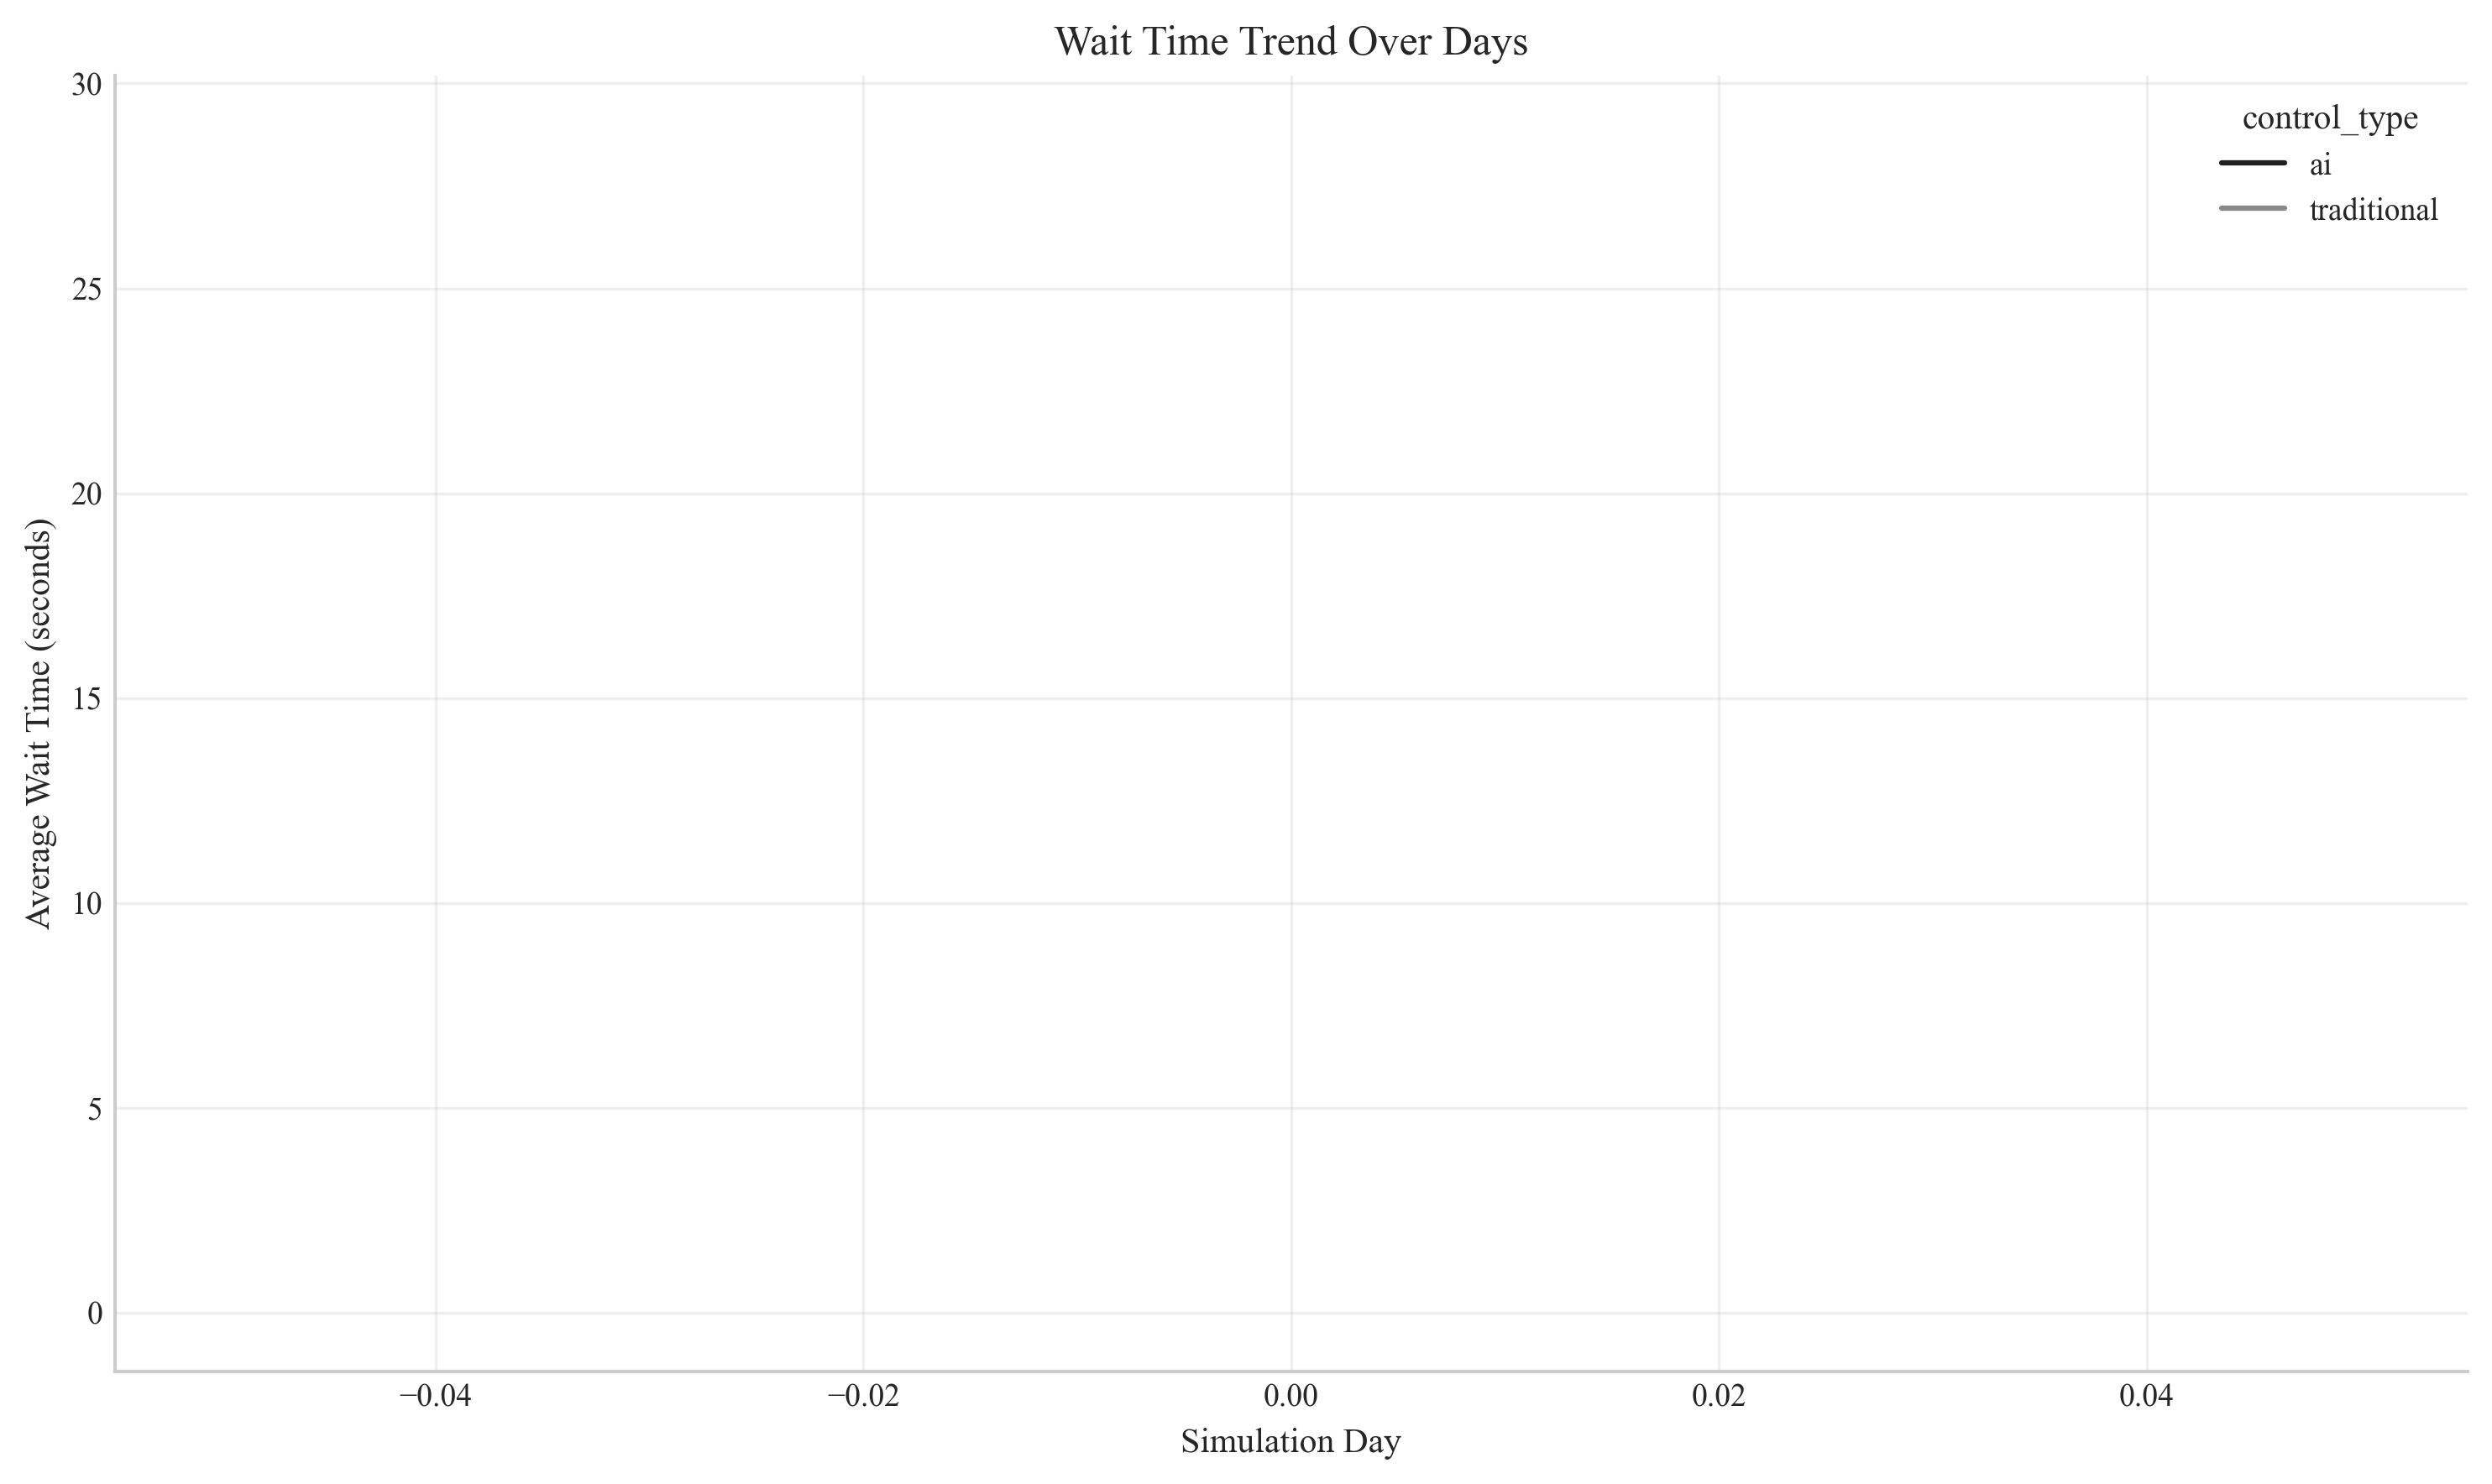 Wait Time Trend Over Days
control_type
ai
traditional
Average Wait Time (seconds)
30
25
20
15
10
5
0
−0.04
−0.02
0.00
0.02
0.04
Simulation Day